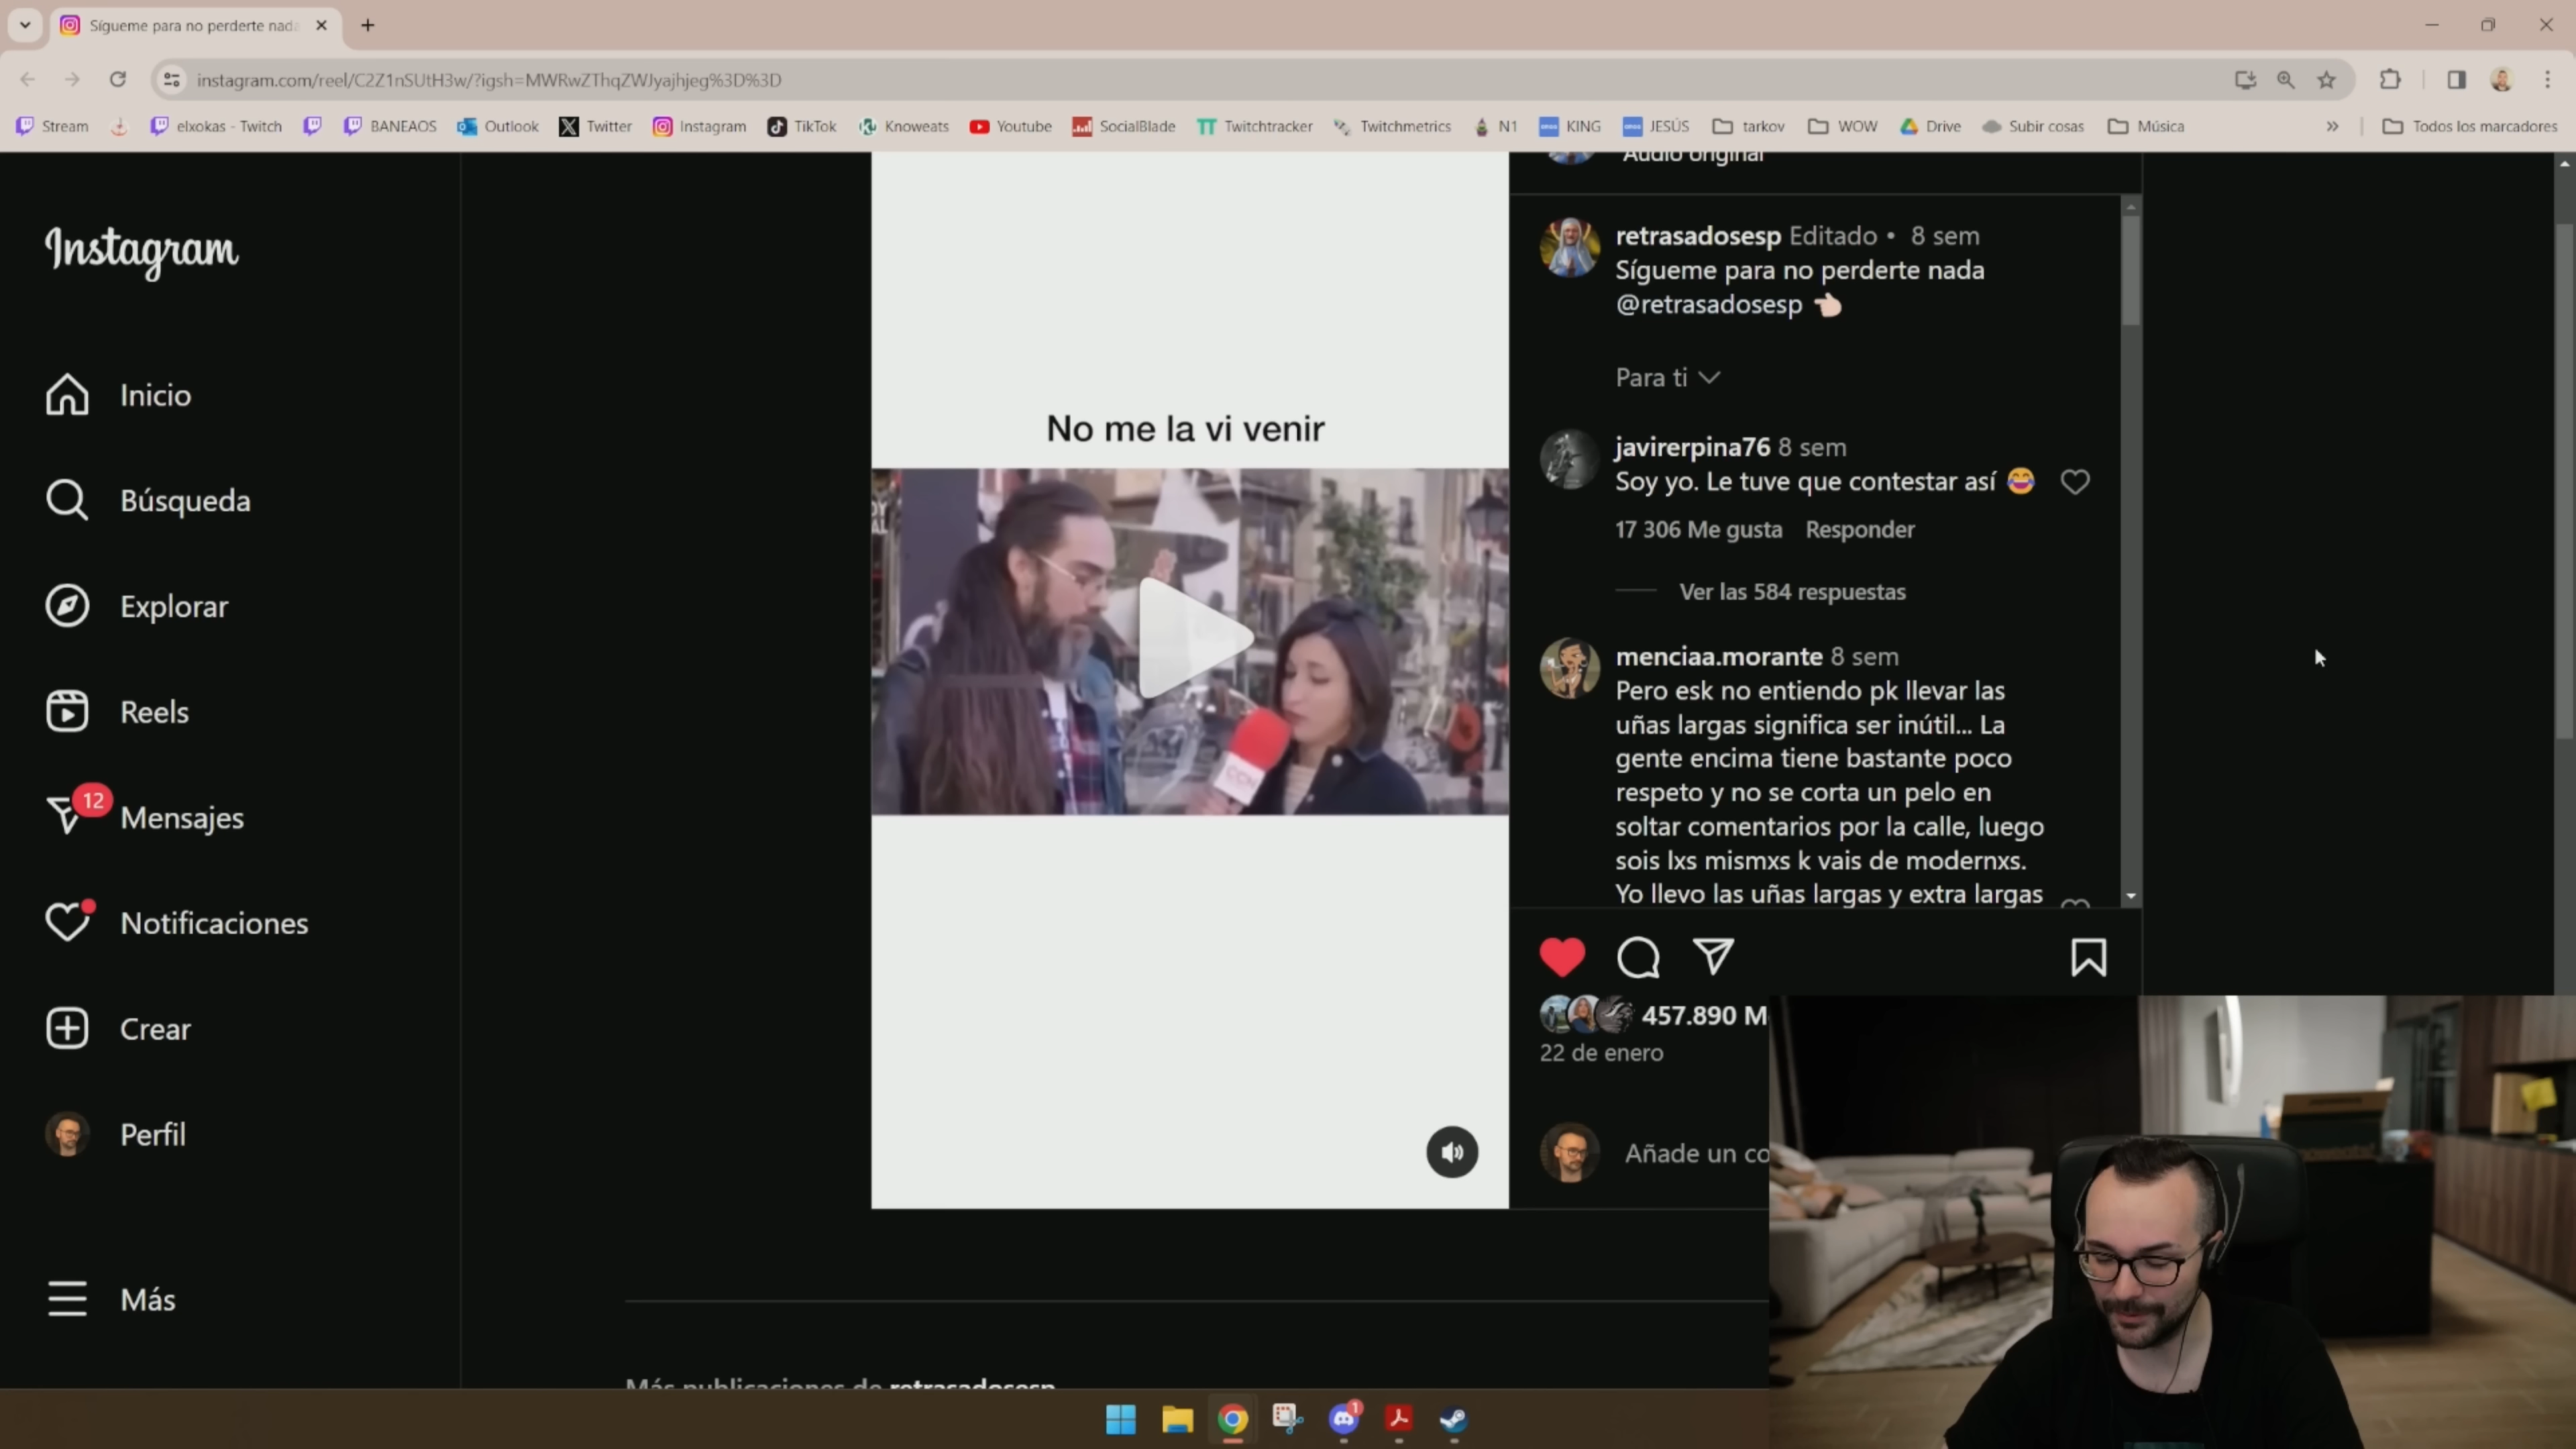 Sígueme para no perderte nada
instagram.com/reel/C2Z1nSUtH3w/?igsh=MWRwZThqZWJyajhjeg%3D%3D
Stream
elxokas - Twitch
BANEAOS
Outlook
Twitter
Instagram
TikTok
Knoweats
Youtube
SocialBlade
Twitchtracker
Twitchmetrics
N1
KING
JESÚS
tarkov
WOW
Drive
Subir cosas
Música
»
Todos los marcadores
Instagram
Inicio
Búsqueda
Explorar
Reels
12
Mensajes
Notificaciones
Crear
Perfil
Más
No me la vi venir
Audio original
retrasadosesp Editado • 8 sem
Sígueme para no perderte nada
@retrasadosesp 👈🏻
Para ti
javirerpina76 8 sem
Soy yo. Le tuve que contestar así 😂
17 306 Me gusta Responder
Ver las 584 respuestas
menciaa.morante 8 sem
Pero esk no entiendo pk llevar las
uñas largas significa ser inútil... La
gente encima tiene bastante poco
respeto y no se corta un pelo en
soltar comentarios por la calle, luego
sois lxs mismxs k vais de modernxs.
Yo llevo las uñas largas y extra largas
457.890 M
22 de enero
Añade un co
Más publicaciones de retrasadosesp
1